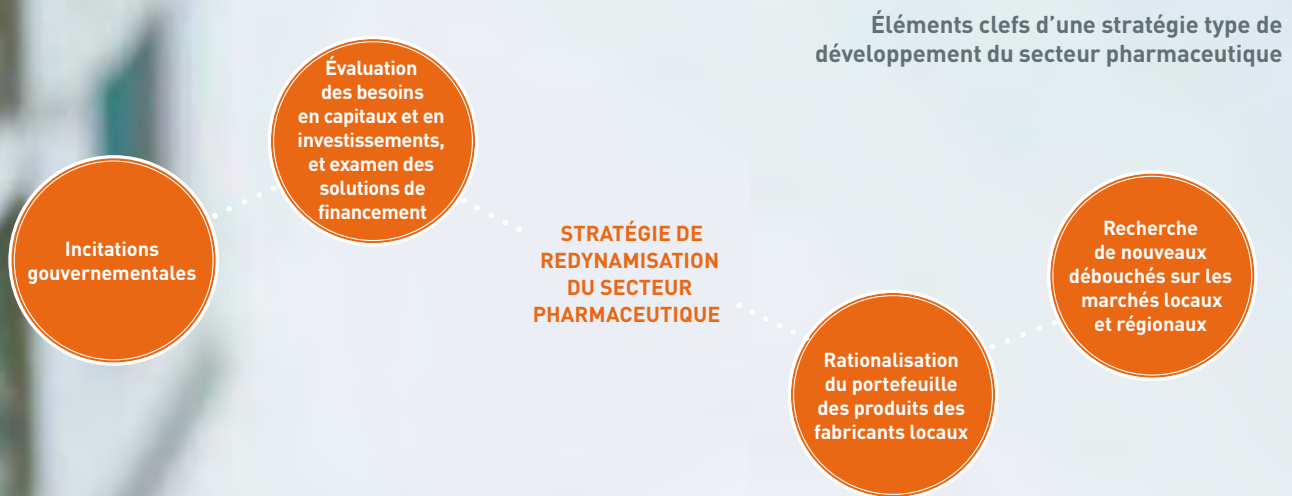 Éléments clefs d’une stratégie type de
développement du secteur pharmaceutique
Incitations
gouvernementales
Évaluation
des besoins
en capitaux et en
investissements,
et examen des
solutions de
financement
STRATÉGIE DE
REDYNAMISATION
DU SECTEUR
PHARMACEUTIQUE
Rationalisation
du portefeuille
des produits des
fabricants locaux
Recherche
de nouveaux
débouchés sur les
marchés locaux
et régionaux